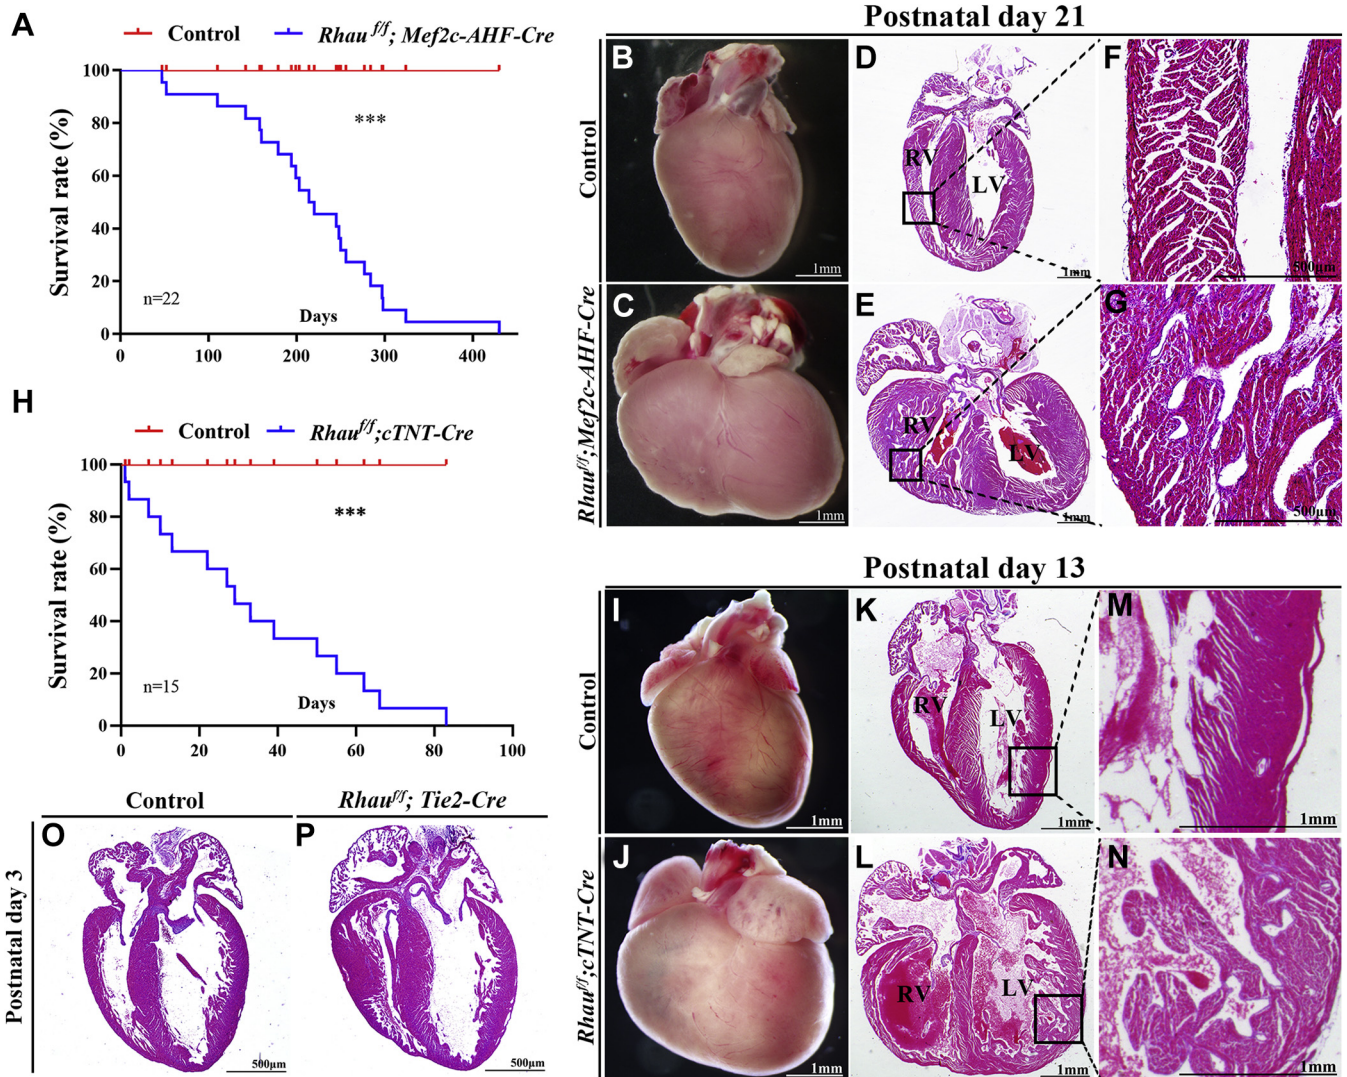 A
Control
Rhau f/f; Mef2c-AHF-Cre
Survival rate (%)
100
80
60
40
20
0
***
n=22
Days
0 100 200 300 400
H
Control
Rhauf/f;cTNT-Cre
Survival rate (%)
100
80
60
40
20
0
***
n=15
Days
0 20 40 60 80 100
Control
Rhauf/f; Tie2-Cre
Postnatal day 3
O
500μm
P
500μm
Postnatal day 21
Control
B
1mm
D
RV
LV
1mm
F
500μm
Rhauf/f;Mef2c-AHF-Cre
C
1mm
E
RV
LV
1mm
G
500μm
Postnatal day 13
Control
I
1mm
K
RV
LV
1mm
M
1mm
Rhauf/f;cTNT-Cre
J
1mm
L
RV
LV
1mm
N
1mm